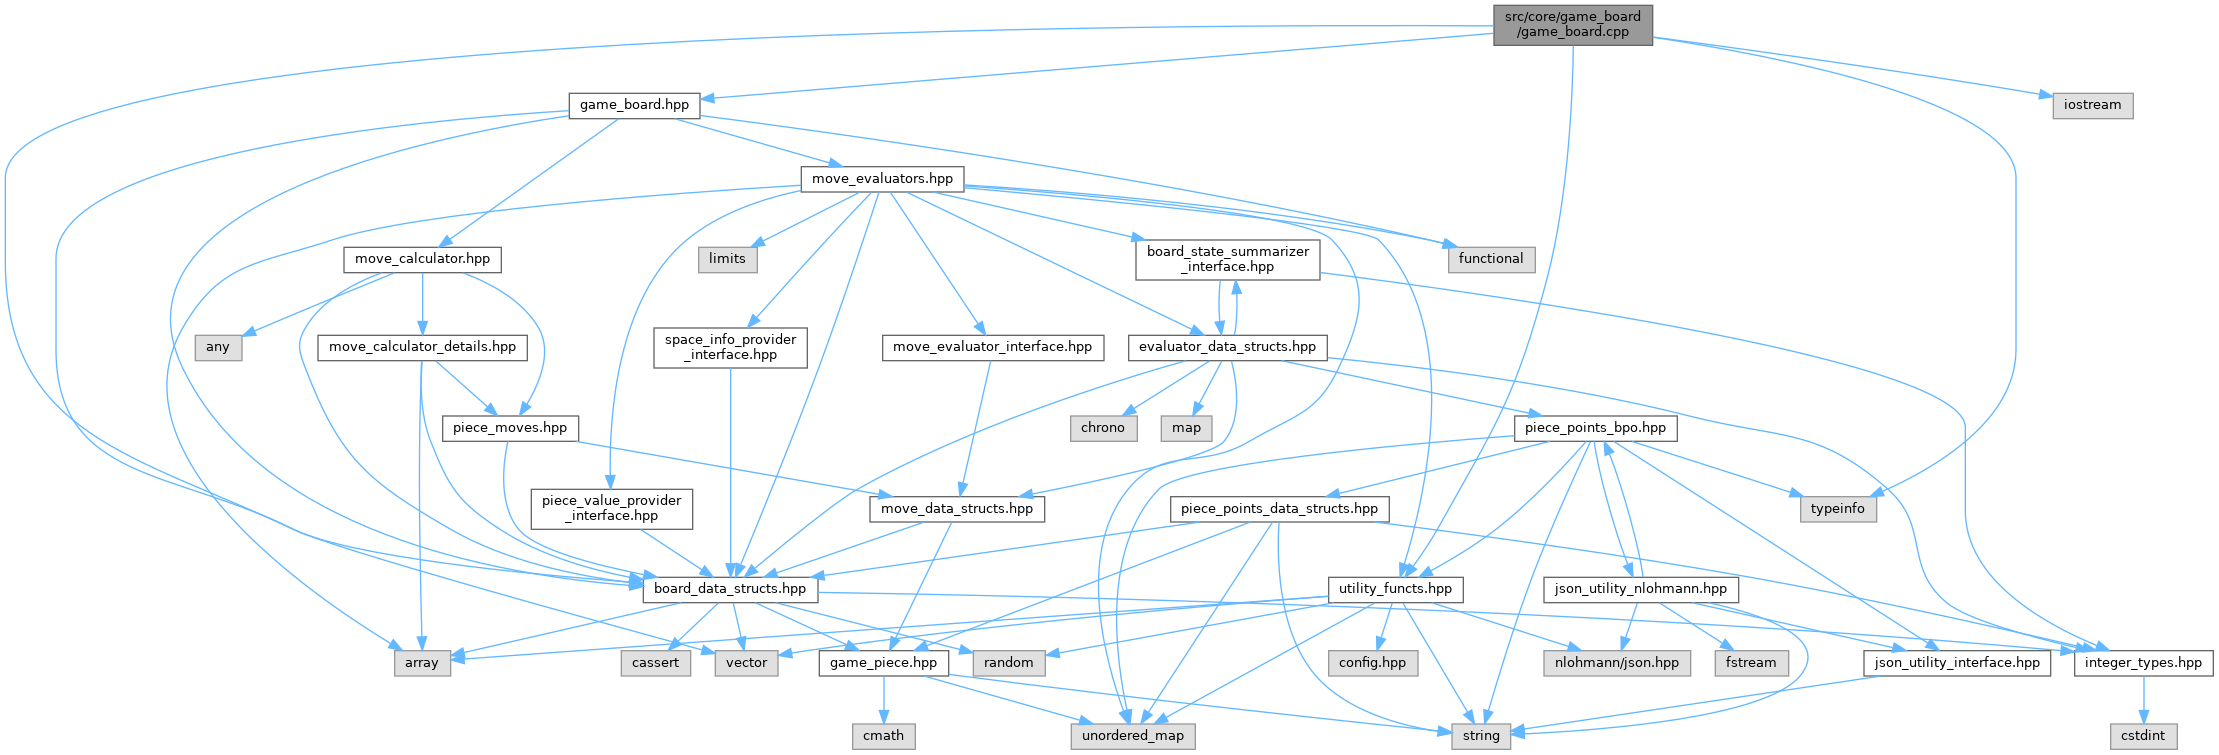 src/core/game_board
/game_board.cpp
game_board.hpp
iostream
move_evaluators.hpp
move_calculator.hpp
limits
board_state_summarizer
_interface.hpp
functional
any
move_calculator_details.hpp
space_info_provider
_interface.hpp
move_evaluator_interface.hpp
evaluator_data_structs.hpp
piece_moves.hpp
chrono
map
piece_points_bpo.hpp
piece_value_provider
_interface.hpp
move_data_structs.hpp
piece_points_data_structs.hpp
typeinfo
board_data_structs.hpp
utility_functs.hpp
json_utility_nlohmann.hpp
array
cassert
vector
game_piece.hpp
random
config.hpp
nlohmann/json.hpp
fstream
json_utility_interface.hpp
integer_types.hpp
cmath
unordered_map
string
cstdint